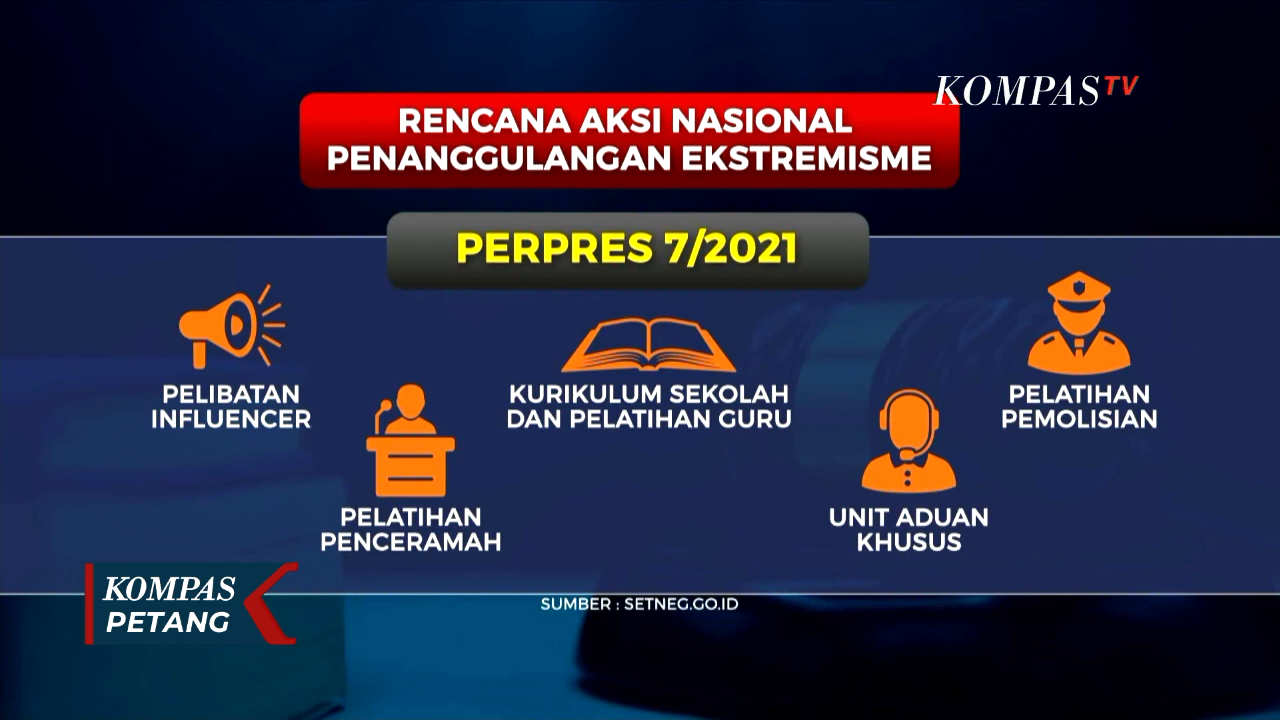 KOMPASTV
RENCANA AKSI NASIONAL
PENANGGULANGAN EKSTREMISME
PERPRES 7/2021
PELIBATAN
INFLUENCER
PELATIHAN
PENCERAMAH
KURIKULUM SEKOLAH
DAN PELATIHAN GURU
UNIT ADUAN
KHUSUS
PELATIHAN
PEMOLISIAN
KOMPAS
PETANG
SUMBER : SETNEG.GO.ID